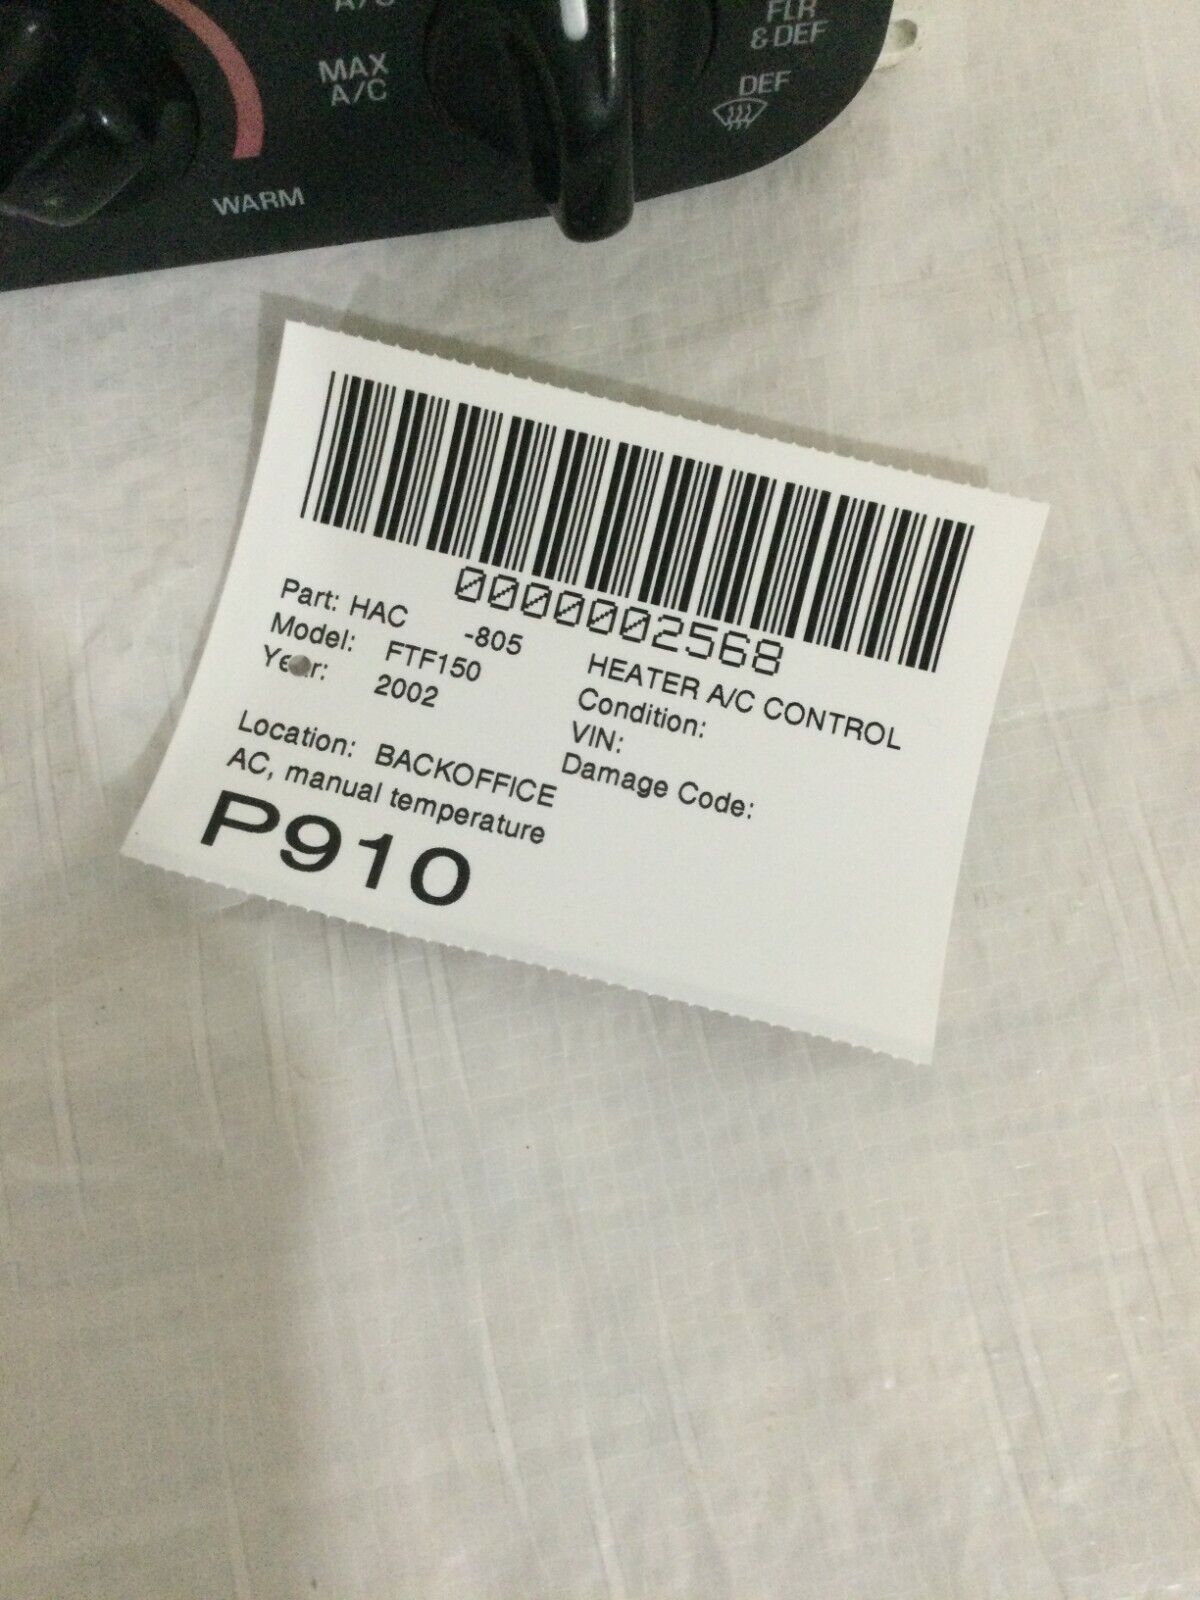 A/C
MAX
A/C
WARM
FLR
& DEF
DEF
0000002568
Part: HAC -805 HEATER A/C CONTROL
Model: FTF150 Condition:
Year: 2002 VIN:
Damage Code:
Location: BACKOFFICE
AC, manual temperature
P910